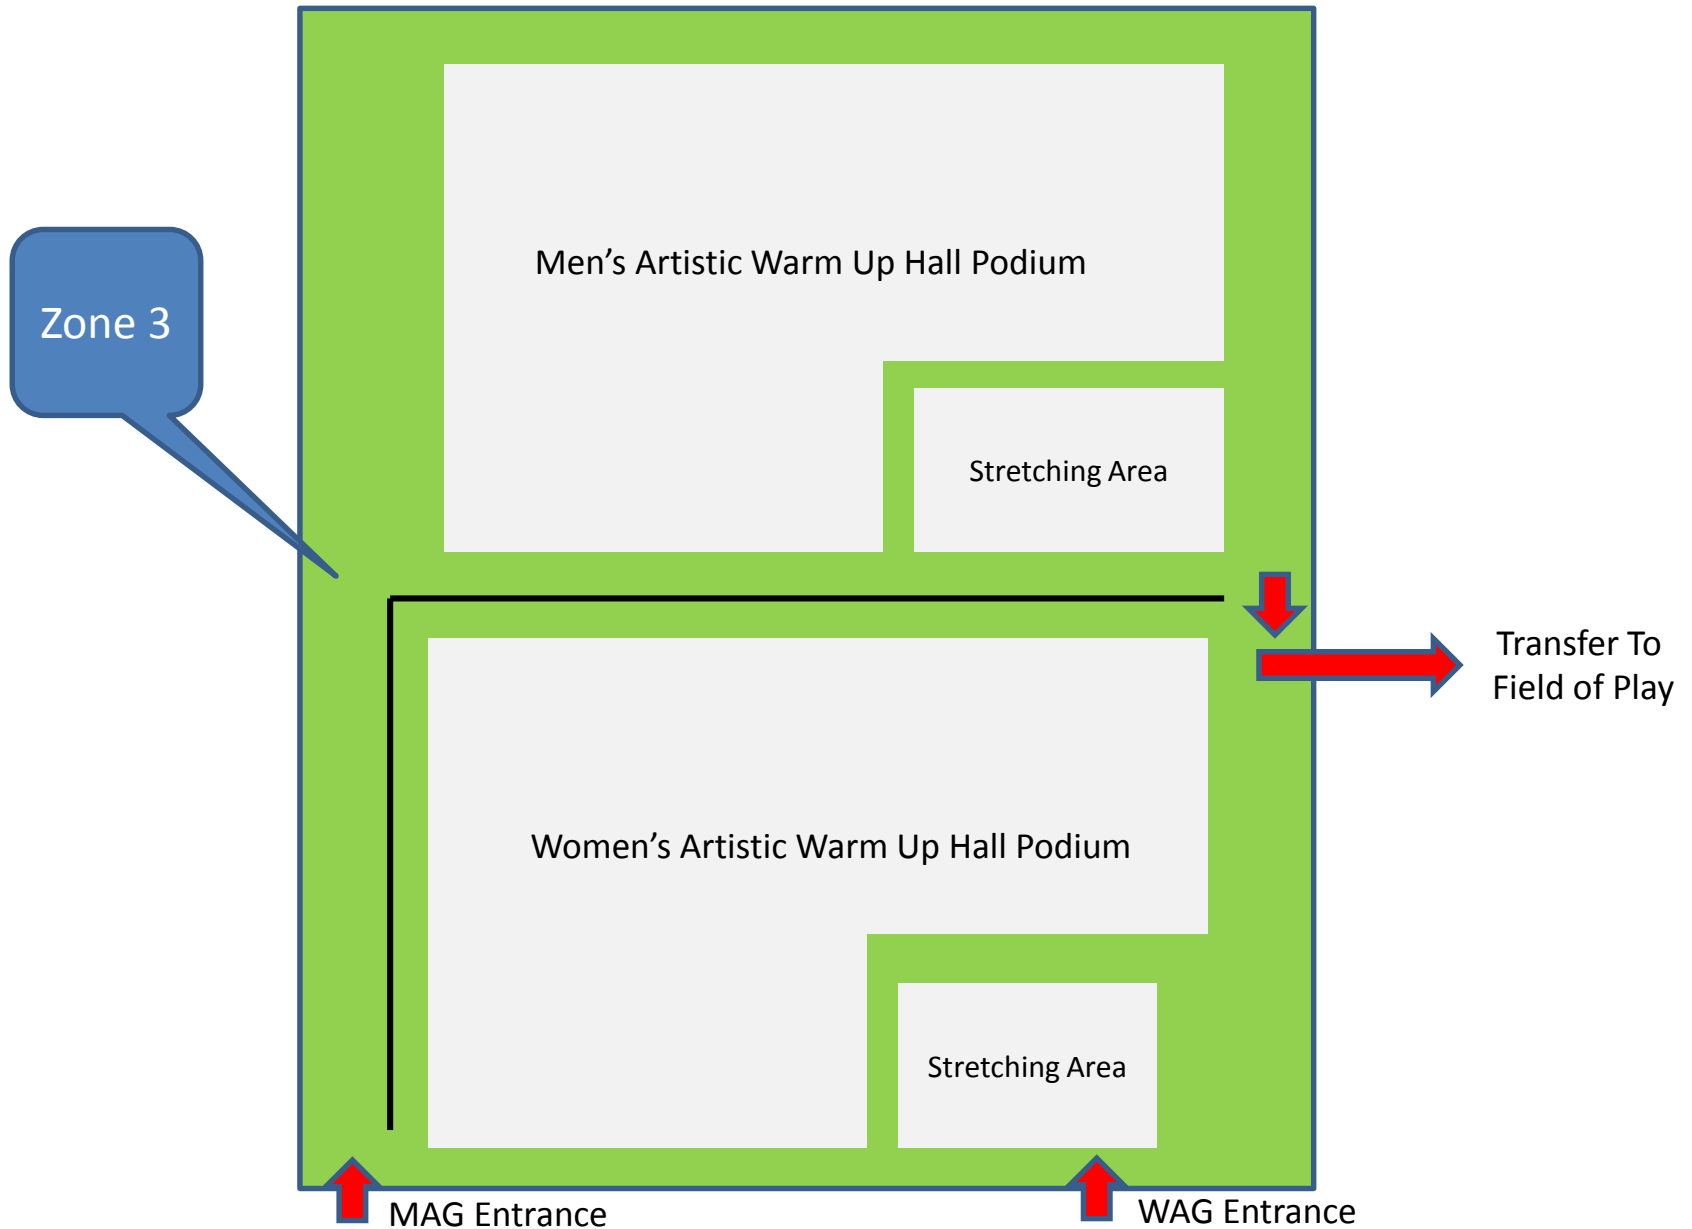 Men’s Artistic Warm Up Hall Podium
Zone 3
Stretching Area
Transfer To
Field of Play
Women’s Artistic Warm Up Hall Podium
Stretching Area
MAG Entrance
WAG Entrance